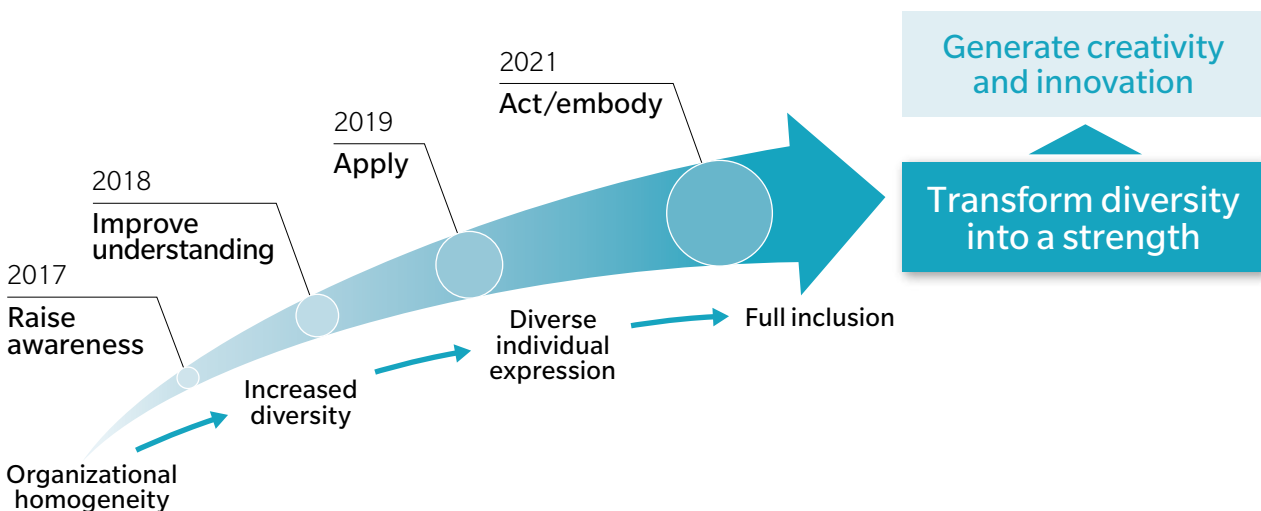 2017
Raise
awareness
2018
Improve
understanding
2019
Apply
2021
Act/embody
Organizational
homogeneity
Increased
diversity
Diverse
individual
expression
Full inclusion
Generate creativity
and innovation
Transform diversity
into a strength